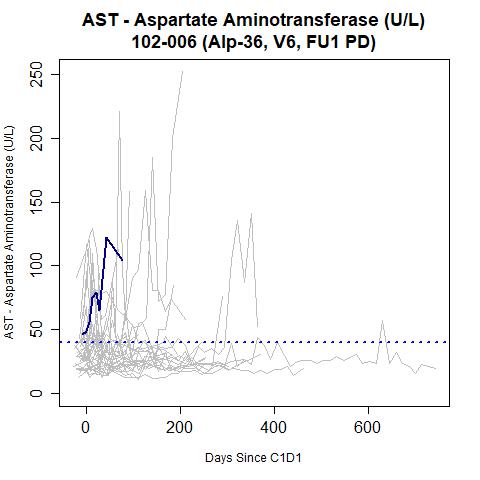 AST - Aspartate Aminotransferase (U/L)
102-006 (Alp-36, V6, FU1 PD)
AST - Aspartate Aminotransferase (U/L)
250
200
150
100
50
0
0 200 400 600
Days Since C1D1